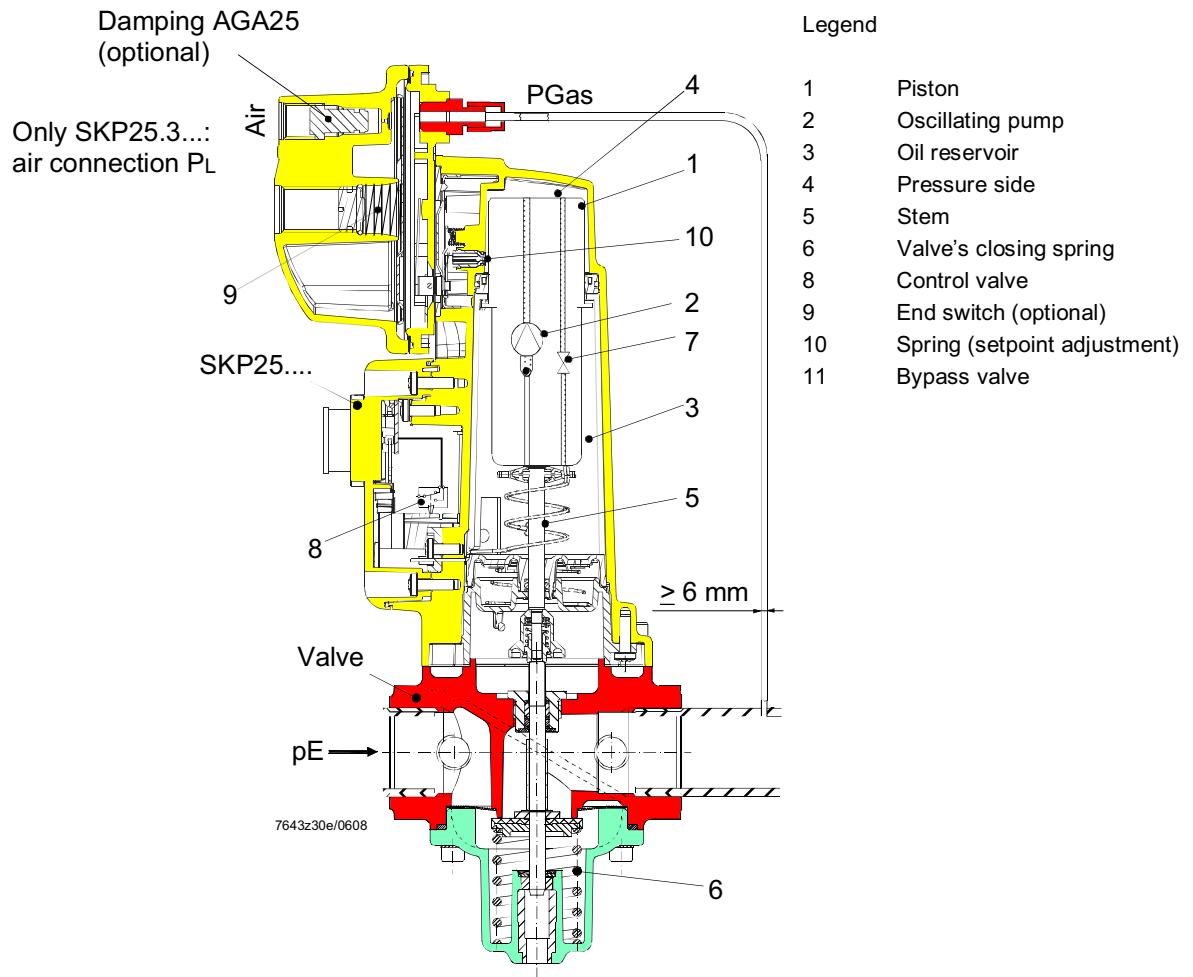 Damping AGA25
(optional)
Only SKP25.3...:
air connection PL
Air
PGas
4
1
10
9
2
7
SKP25....
3
5
8
≥ 6 mm
Valve
pE
7643z30e/0608
6
Legend
1 Piston
2 Oscillating pump
3 Oil reservoir
4 Pressure side
5 Stem
6 Valve's closing spring
8 Control valve
9 End switch (optional)
10 Spring (setpoint adjustment)
11 Bypass valve